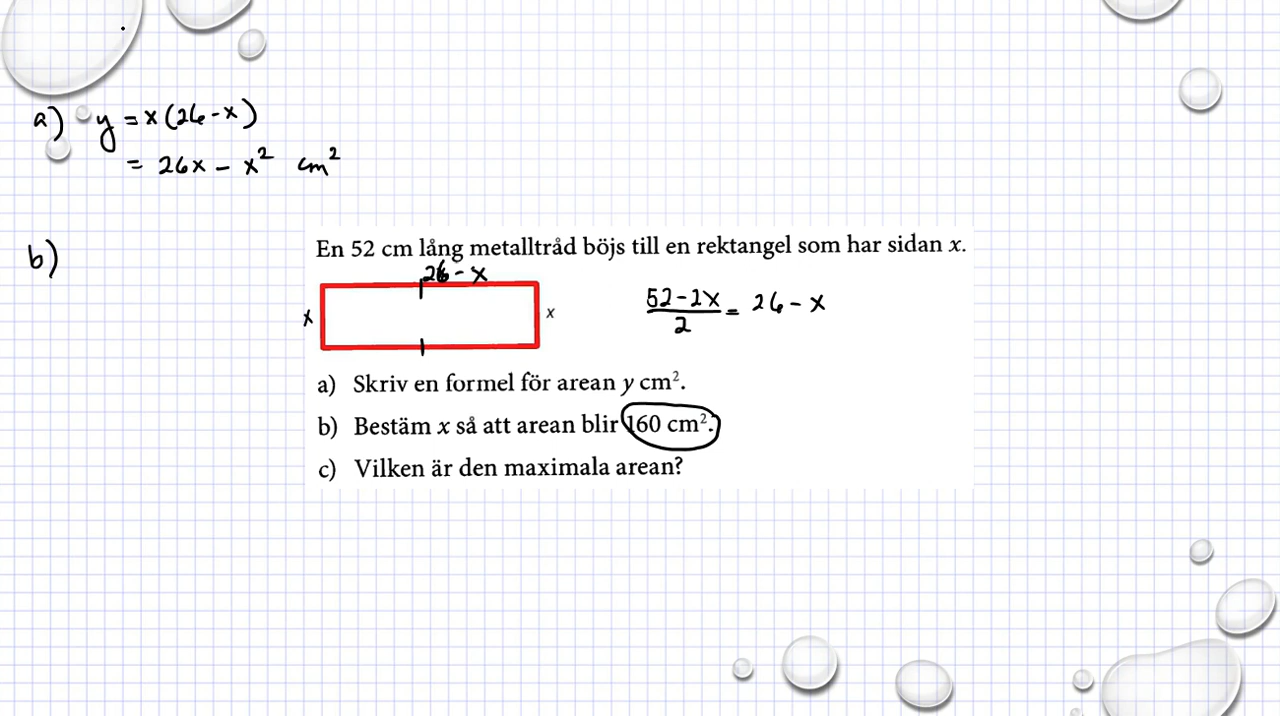 a) y = x(26-x)
= 26x - x² cm²
b)
En 52 cm lång metalltråd böjs till en rektangel som har sidan x.
26 - x
x
x
52-2x/2 = 26 - x
a) Skriv en formel för arean y cm².
b) Bestäm x så att arean blir 160 cm².
c) Vilken är den maximala arean?